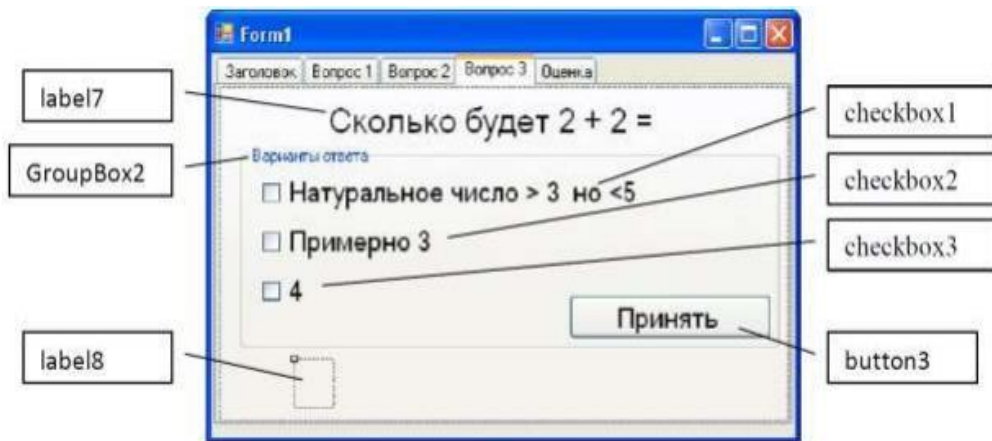 Form1
Заголовок Вопрос 1 Вопрос 2 Вопрос 3 Оценка
label7
Сколько будет 2 + 2 =
checkbox1
GroupBox2
Варианты ответа
Натуральное число > 3 но <5
checkbox2
Примерно 3
checkbox3
4
Принять
label8
button3